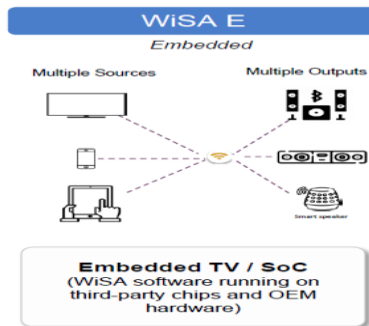 WiSA E
Embedded
Multiple Sources
Multiple Outputs
Smart speaker
Embedded TV / SoC
(WiSA software running on
third-party chips and OEM
hardware)